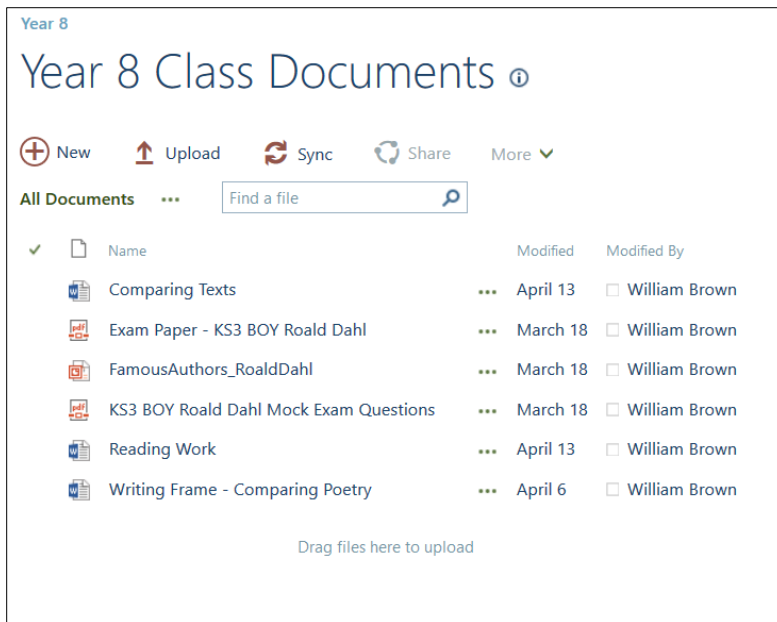 Year 8
Year 8 Class Documents
New Upload Sync Share More
All Documents ... Find a file
Name Modified Modified By
Comparing Texts ... April 13 William Brown
Exam Paper - KS3 BOY Roald Dahl ... March 18 William Brown
FamousAuthors_RoaldDahl ... March 18 William Brown
KS3 BOY Roald Dahl Mock Exam Questions ... March 18 William Brown
Reading Work ... April 13 William Brown
Writing Frame - Comparing Poetry ... April 6 William Brown
Drag files here to upload